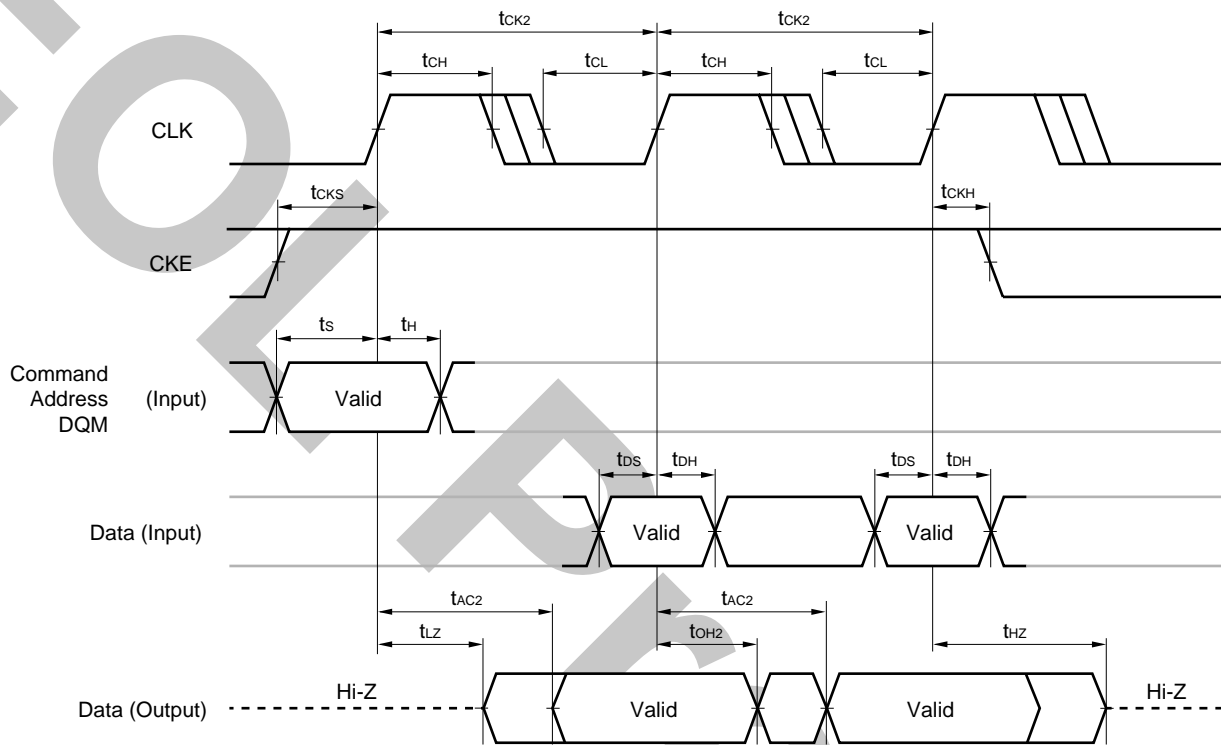 tCK2 tCK2
tCH tCL tCH tCL
CLK
tCKS tCKH
CKE
tS tH
Command
Address (Input) Valid
DQM
tDS tDH tDS tDH
Data (Input) Valid Valid
tAC2 tAC2
tLZ tOH2 tHZ
Hi-Z Hi-Z
Data (Output) Valid Valid